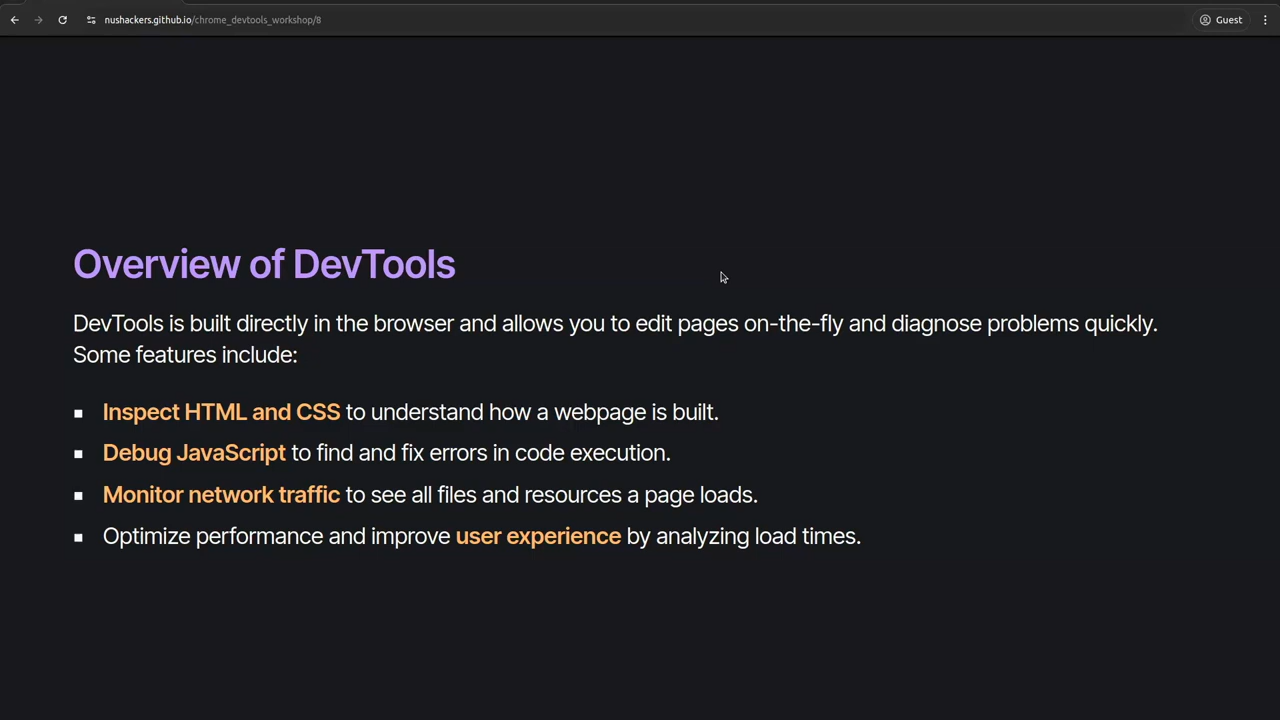 nushackers.github.io/chrome_devtools_workshop/8
Guest
Overview of DevTools
DevTools is built directly in the browser and allows you to edit pages on-the-fly and diagnose problems quickly.
Some features include:
Inspect HTML and CSS to understand how a webpage is built.
Debug JavaScript to find and fix errors in code execution.
Monitor network traffic to see all files and resources a page loads.
Optimize performance and improve user experience by analyzing load times.